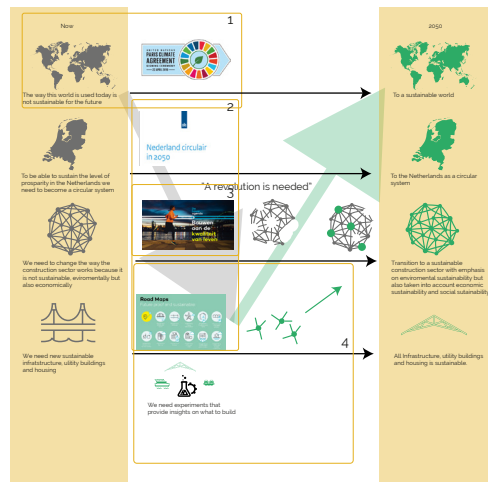 Now
2050
1
UNITED NATIONS
PARIS CLIMATE
AGREEMENT
The way this world is used today is
not sustainable for the future
To a sustainable world
2
Nederland circulair
in 2050
To be able to sustain the level of
prosperity in the Netherlands we
need to become a circular system
To the Netherlands as a circular
system
"A revolution is needed"
3
Bouwen
aan de
kwaliteit
van leven
We need to change the way the
construction sector works because it
is not sustainable, evironmentally but
also economically
Transition to a sustainable
construction sector with emphasis
on enviromental sustainability but
also taken into account economic
sustainability and social sutainability
Road Maps
4
We need new sustainable
infratstructure, utility buildings
and housing
All Infrastructure, utility buildings
and housing is sustainable.
We need experiments that
provide insights on what to build